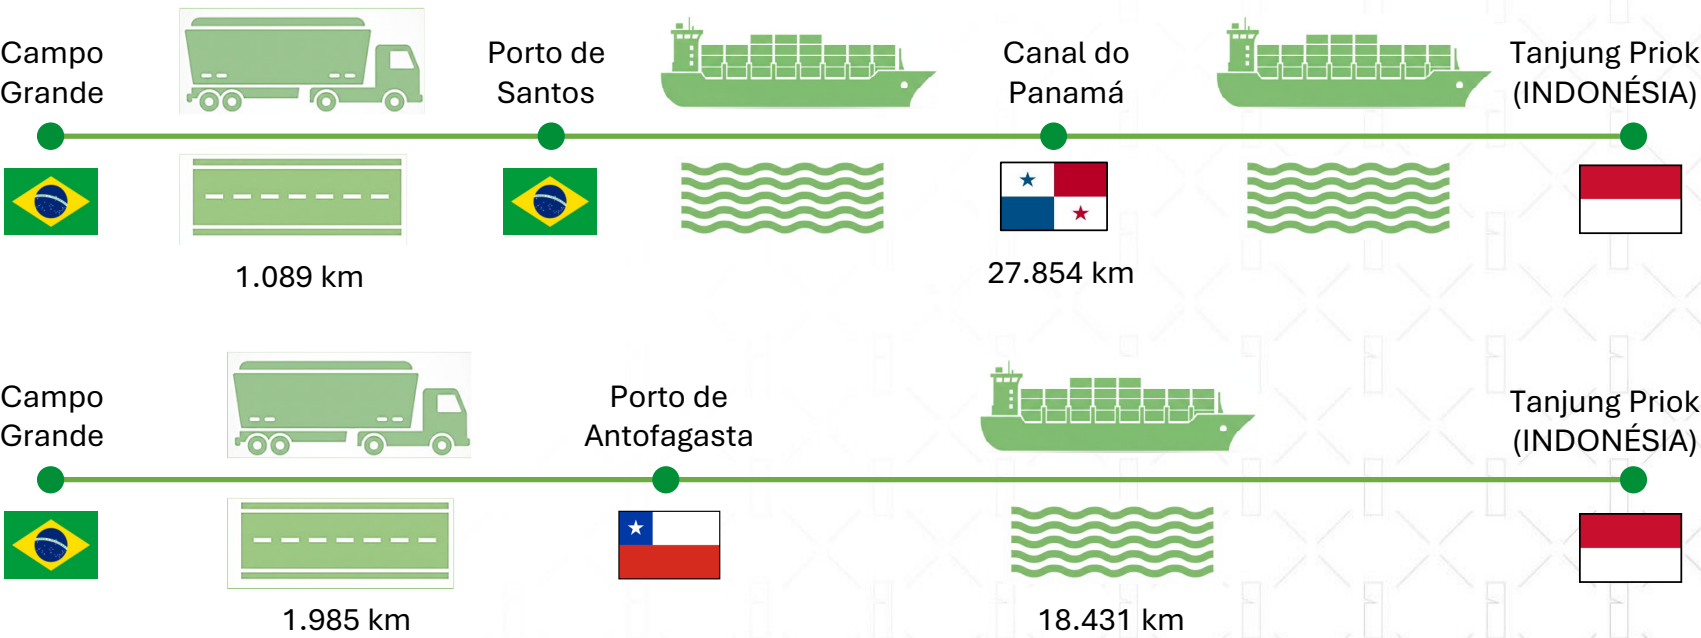 Campo
Grande
Porto de
Santos
Canal do
Panamá
Tanjung Priok
(INDONÉSIA)
1.089 km
27.854 km
Campo
Grande
Porto de
Antofagasta
Tanjung Priok
(INDONÉSIA)
1.985 km
18.431 km